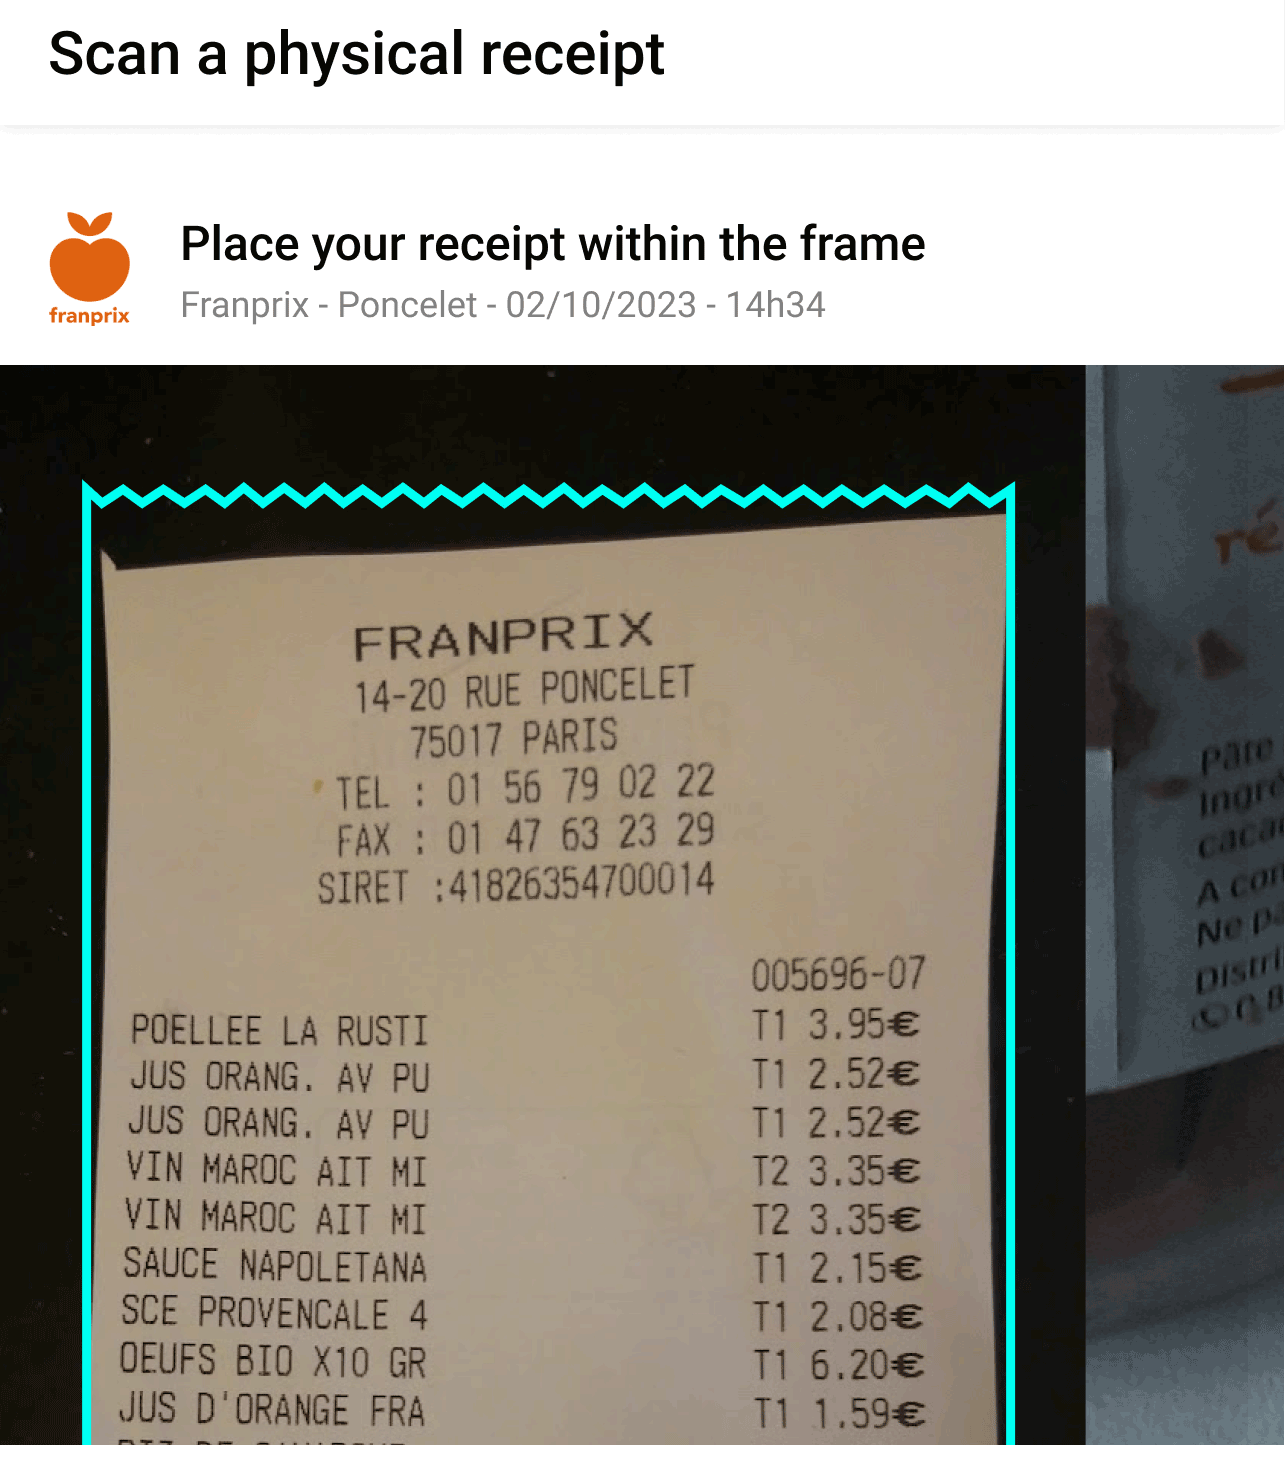 Scan a physical receipt
franprix
Place your receipt within the frame
Franprix - Poncelet - 02/10/2023 - 14h34
FRANPRIX
14-20 RUE PONCELET
75017 PARIS
TEL : 01 56 79 02 22
FAX : 01 47 63 23 29
SIRET :41826354700014
005696-07
POELLEE LA RUSTI T1 3.95€
JUS ORANG. AV PU T1 2.52€
JUS ORANG. AV PU T1 2.52€
VIN MAROC AIT MI T2 3.35€
VIN MAROC AIT MI T2 3.35€
SAUCE NAPOLETANA T1 2.15€
SCE PROVENCALE 4 T1 2.08€
OEUFS BIO X10 GR T1 6.20€
JUS D'ORANGE FRA T1 1.59€
ré
Pâte
Ingré
caca
A con
Ne pa
Distri